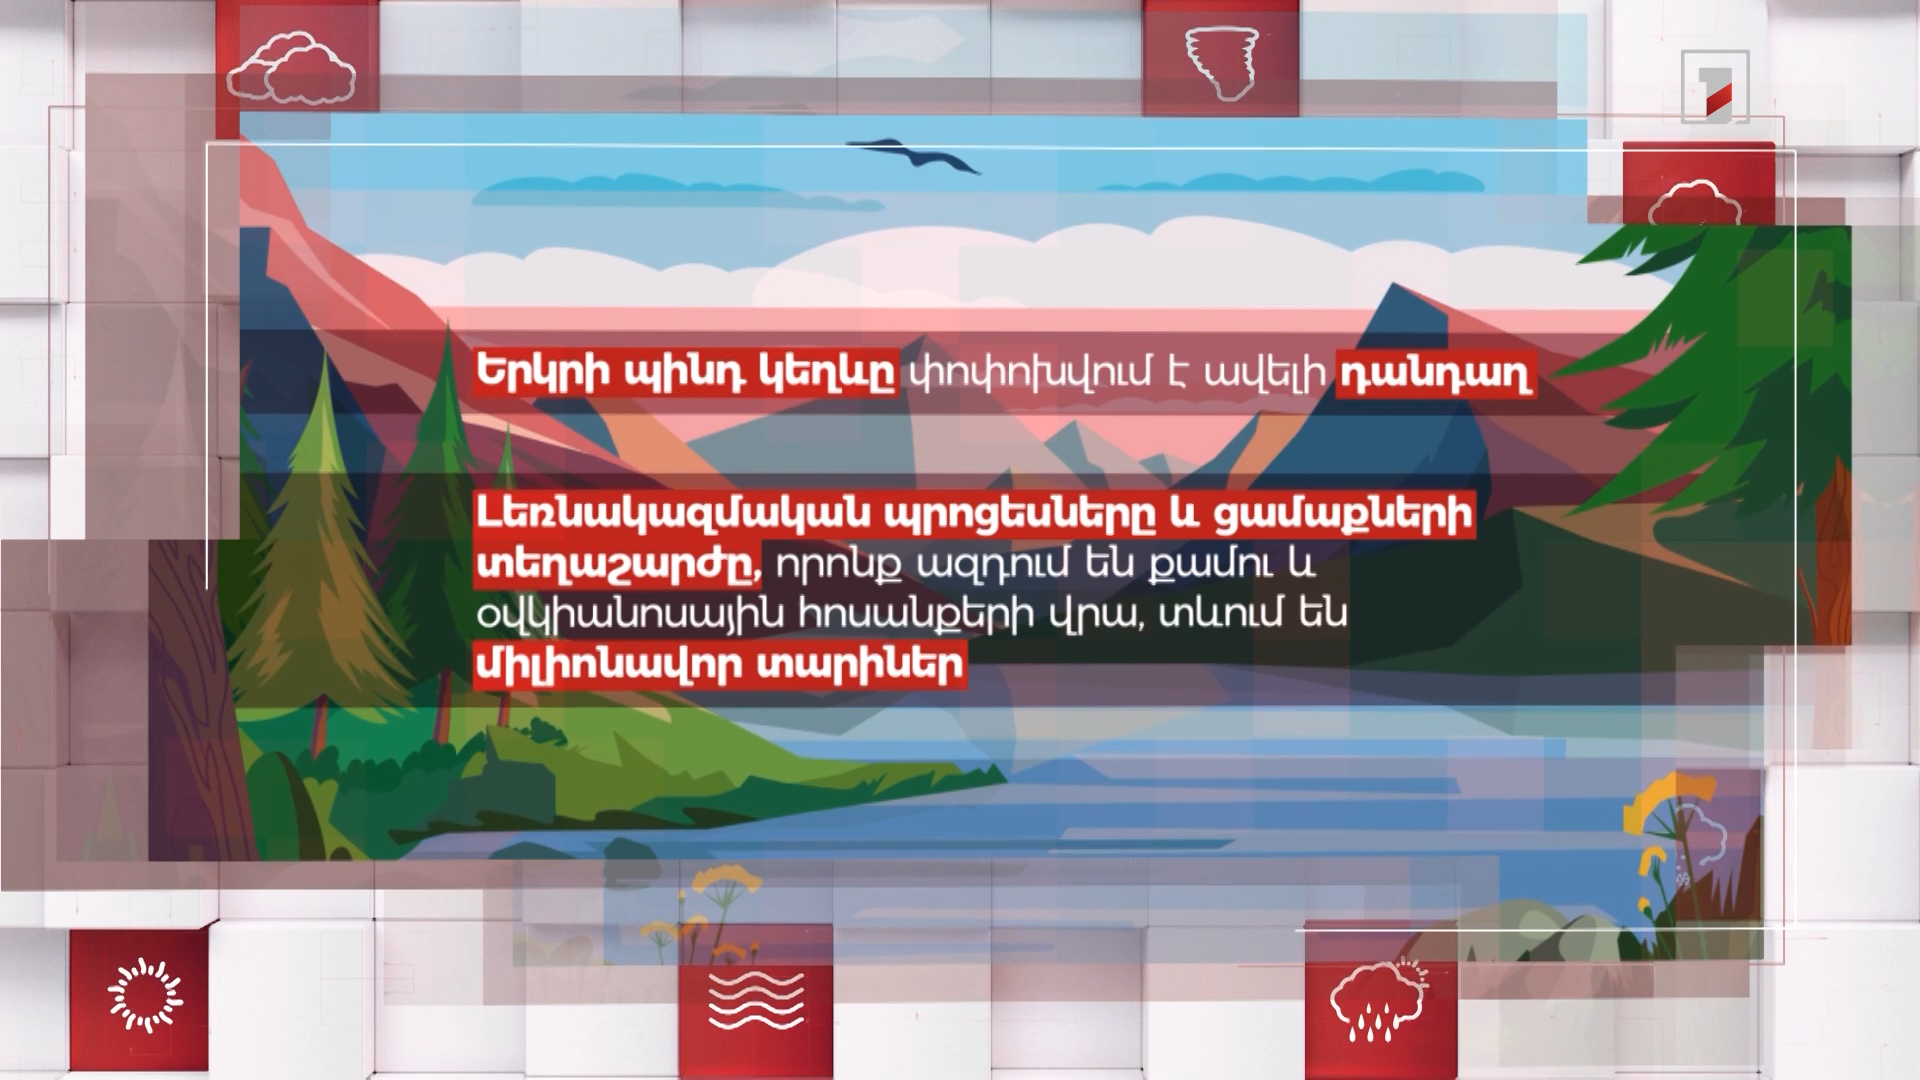 Երկրի պինդ կեղևը փոփոխվում է ավելի դանդաղ
Լեռնակազմական պրոցեսները և ցամաքների
տեղաշարժը, որոնք ազդում են քամու և
օվկիանոսային հոսանքերի վրա, տևում են
միլիոնավոր տարիներ